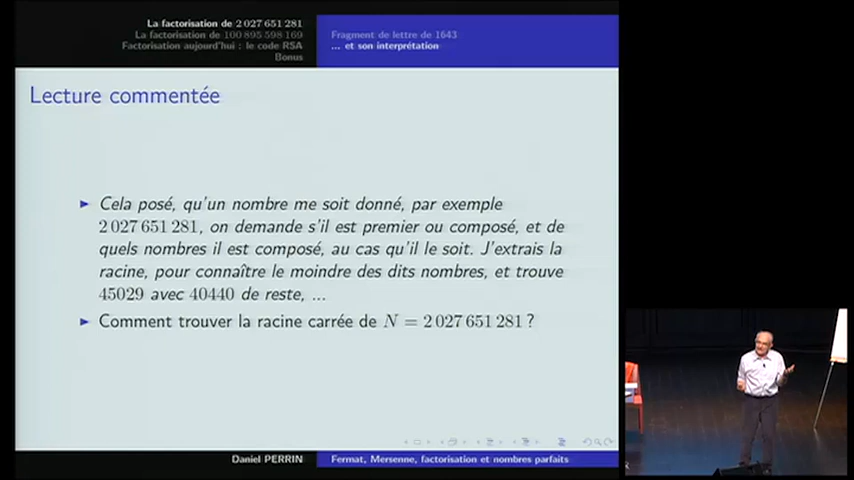 La factorisation de 2 027 651 281
La factorisation de 100 895 598 169
Factorisation aujourd'hui : le code RSA
Bonus
Fragment de lettre de 1643
... et son interprétation
Lecture commentée
Cela posé, qu'un nombre me soit donné, par exemple
2 027 651 281, on demande s'il est premier ou composé, et de
quels nombres il est composé, au cas qu'il le soit. J'extrais la
racine, pour connaître le moindre des dits nombres, et trouve
45029 avec 40440 de reste, ...
Comment trouver la racine carrée de N = 2 027 651 281 ?
Daniel PERRIN
Fermat, Mersenne, factorisation et nombres parfaits